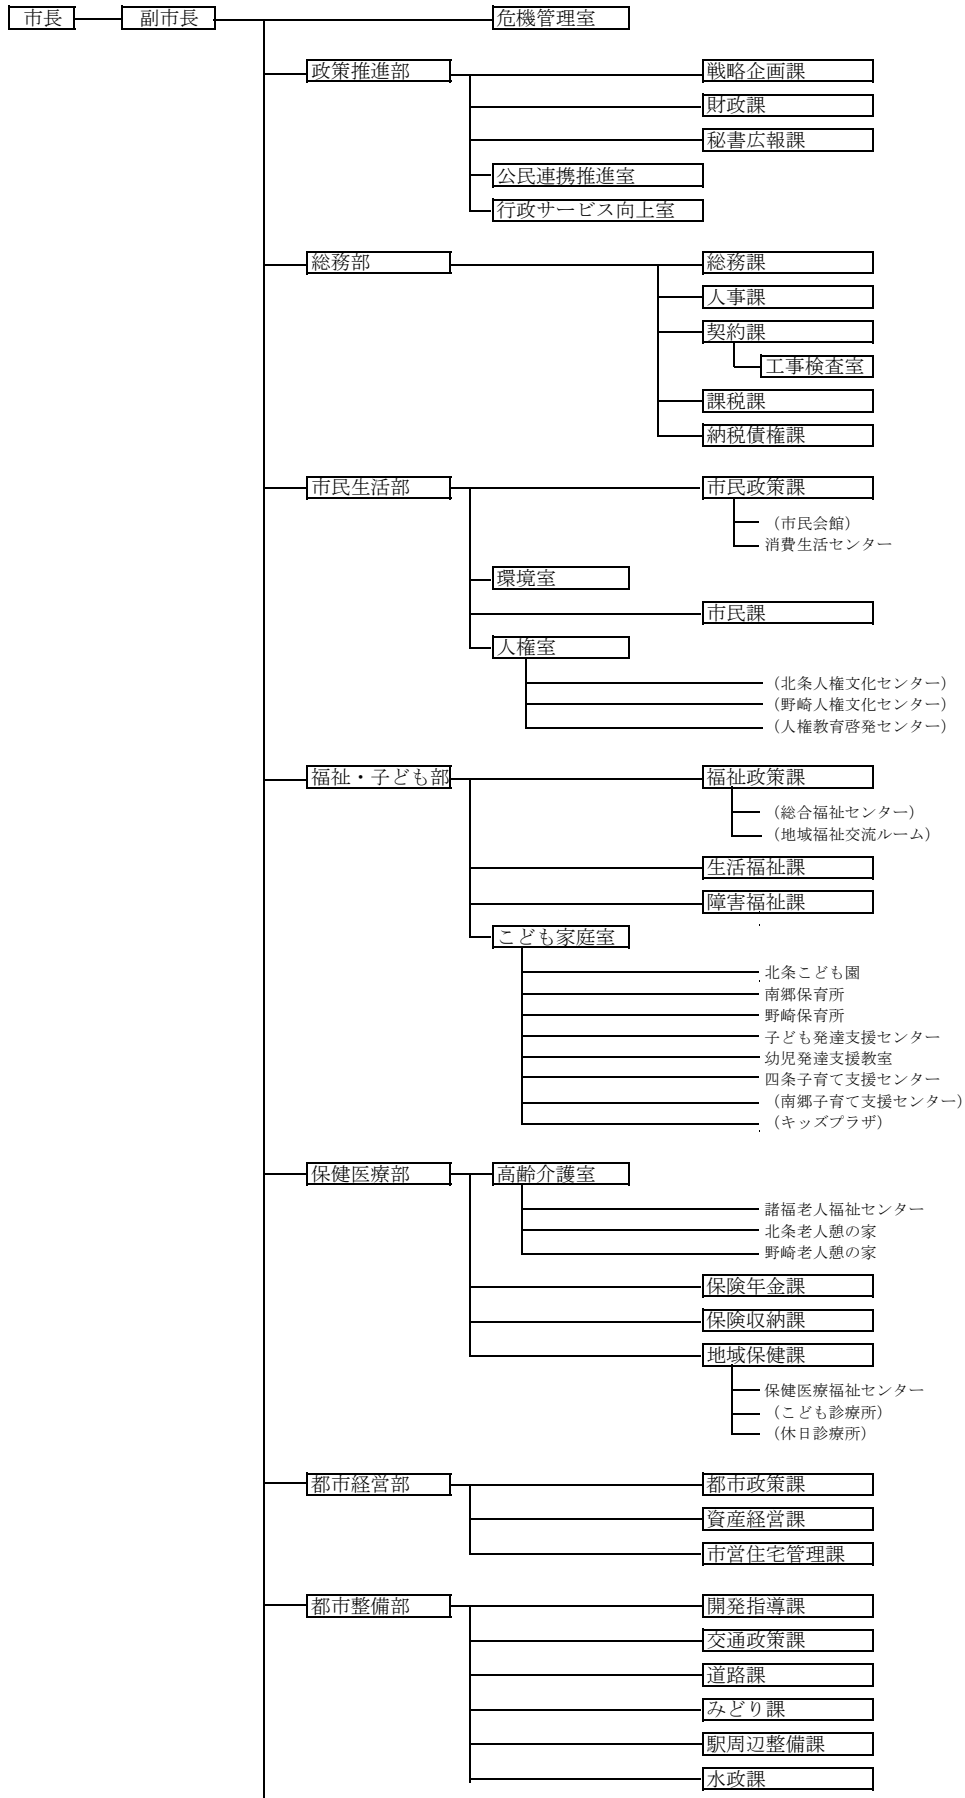 市長
副市長
危機管理室
政策推進部
戦略企画課
財政課
秘書広報課
公民連携推進室
行政サービス向上室
総務部
総務課
人事課
契約課
工事検査室
課税課
納税債権課
市民生活部
市民政策課
（市民会館）
消費生活センター
環境室
市民課
人権室
（北条人権文化センター）
（野崎人権文化センター）
（人権教育啓発センター）
福祉・子ども部
福祉政策課
（総合福祉センター）
（地域福祉交流ルーム）
生活福祉課
障害福祉課
こども家庭室
北条こども園
南郷保育所
野崎保育所
子ども発達支援センター
幼児発達支援教室
四条子育て支援センター
（南郷子育て支援センター）
（キッズプラザ）
保健医療部
高齢介護室
諸福老人福祉センター
北条老人憩の家
野崎老人憩の家
保険年金課
保険収納課
地域保健課
保健医療福祉センター
（こども診療所）
（休日診療所）
都市経営部
都市政策課
資産経営課
市営住宅管理課
都市整備部
開発指導課
交通政策課
道路課
みどり課
駅周辺整備課
水政課